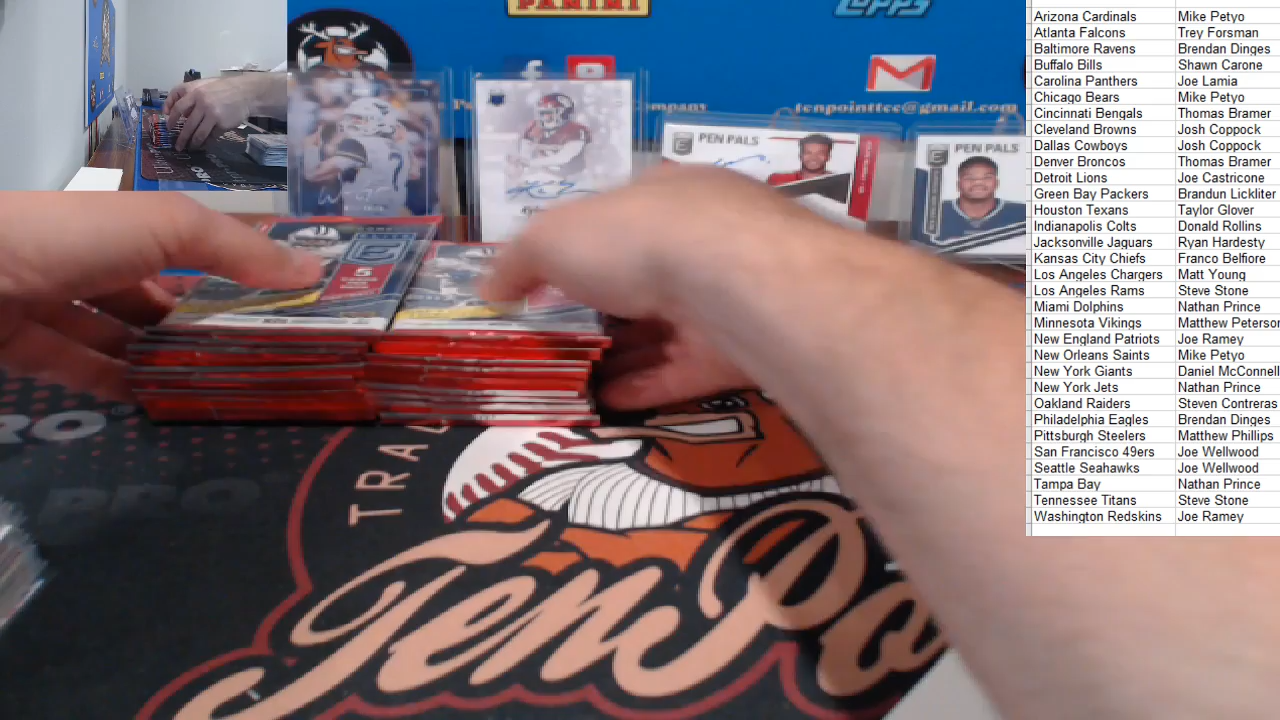 PANINI
TOPPS
Company
tenpointtcc@gmail.com
PEN PALS
PEN PALS
5
TRA
Ten Po
Arizona Cardinals Mike Petyo
Atlanta Falcons Trey Forsman
Baltimore Ravens Brendan Dinges
Buffalo Bills Shawn Carone
Carolina Panthers Joe Lamia
Chicago Bears Mike Petyo
Cincinnati Bengals Thomas Bramer
Cleveland Browns Josh Coppock
Dallas Cowboys Josh Coppock
Denver Broncos Thomas Bramer
Detroit Lions Joe Castricone
Green Bay Packers Brandun Lickliter
Houston Texans Taylor Glover
Indianapolis Colts Donald Rollins
Jacksonville Jaguars Ryan Hardesty
Kansas City Chiefs Franco Belfiore
Los Angeles Chargers Matt Young
Los Angeles Rams Steve Stone
Miami Dolphins Nathan Prince
Minnesota Vikings Matthew Peterso
New England Patriots Joe Ramey
New Orleans Saints Mike Petyo
New York Giants Daniel McConnell
New York Jets Nathan Prince
Oakland Raiders Steven Contreras
Philadelphia Eagles Brendan Dinges
Pittsburgh Steelers Matthew Phillips
San Francisco 49ers Joe Wellwood
Seattle Seahawks Joe Wellwood
Tampa Bay Nathan Prince
Tennessee Titans Steve Stone
Washington Redskins Joe Ramey